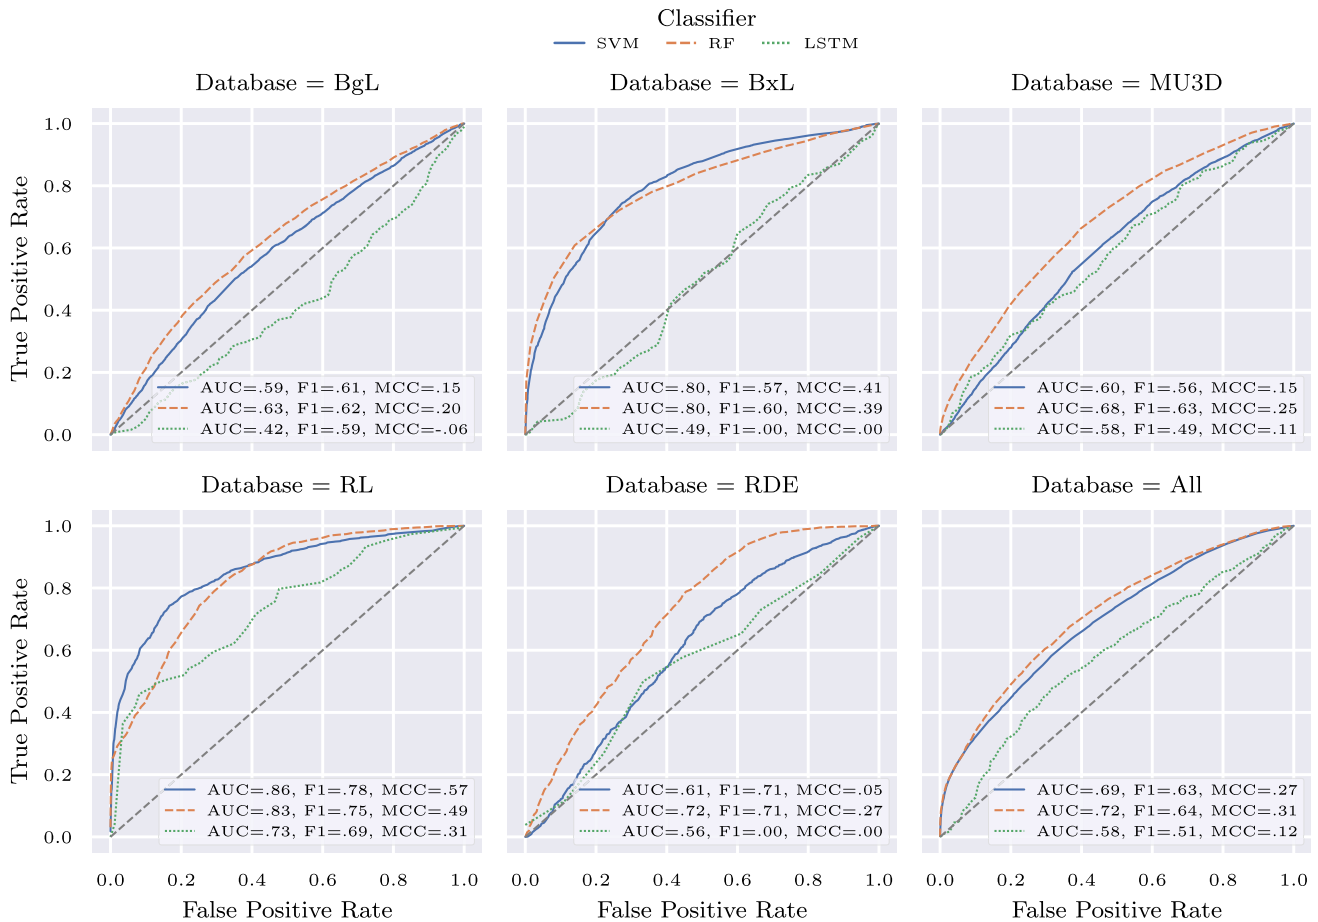 Classifier
SVM RF LSTM
Database = BgL Database = BxL Database = MU3D
True Positive Rate
1.0
0.8
0.6
0.4
0.2
0.0
AUC=.59, F1=.61, MCC=.15
AUC=.63, F1=.62, MCC=.20
AUC=.42, F1=.59, MCC=-.06
AUC=.80, F1=.57, MCC=.41
AUC=.80, F1=.60, MCC=.39
AUC=.49, F1=.00, MCC=.00
AUC=.60, F1=.56, MCC=.15
AUC=.68, F1=.63, MCC=.25
AUC=.58, F1=.49, MCC=.11
Database = RL Database = RDE Database = All
True Positive Rate
1.0
0.8
0.6
0.4
0.2
0.0
AUC=.86, F1=.78, MCC=.57
AUC=.83, F1=.75, MCC=.49
AUC=.73, F1=.69, MCC=.31
AUC=.61, F1=.71, MCC=.05
AUC=.72, F1=.71, MCC=.27
AUC=.56, F1=.00, MCC=.00
AUC=.69, F1=.63, MCC=.27
AUC=.72, F1=.64, MCC=.31
AUC=.58, F1=.51, MCC=.12
0.0 0.2 0.4 0.6 0.8 1.0 0.0 0.2 0.4 0.6 0.8 1.0 0.0 0.2 0.4 0.6 0.8 1.0
False Positive Rate False Positive Rate False Positive Rate